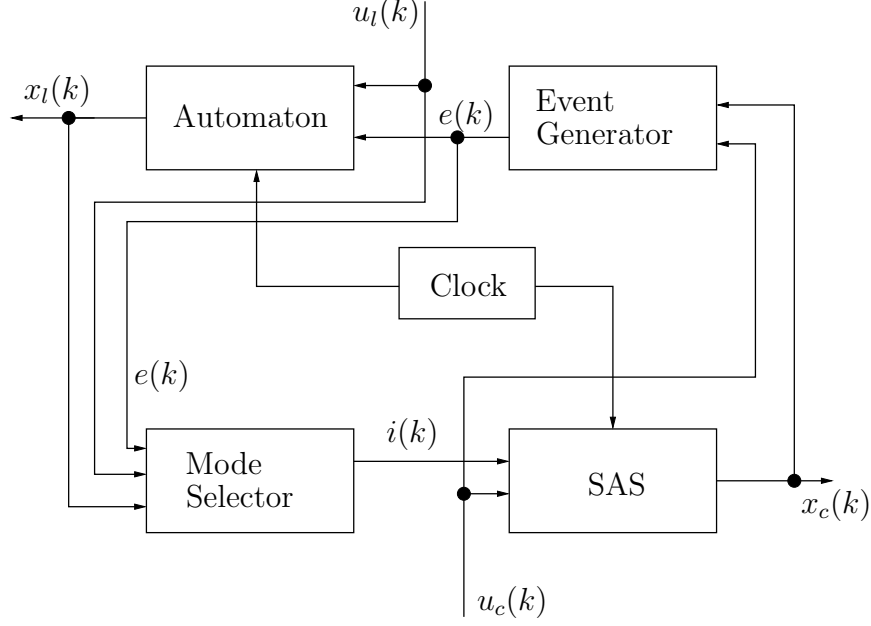 u_l(k)
x_l(k)
Automaton
e(k)
Event
Generator
Clock
e(k)
i(k)
Mode
Selector
SAS
x_c(k)
u_c(k)